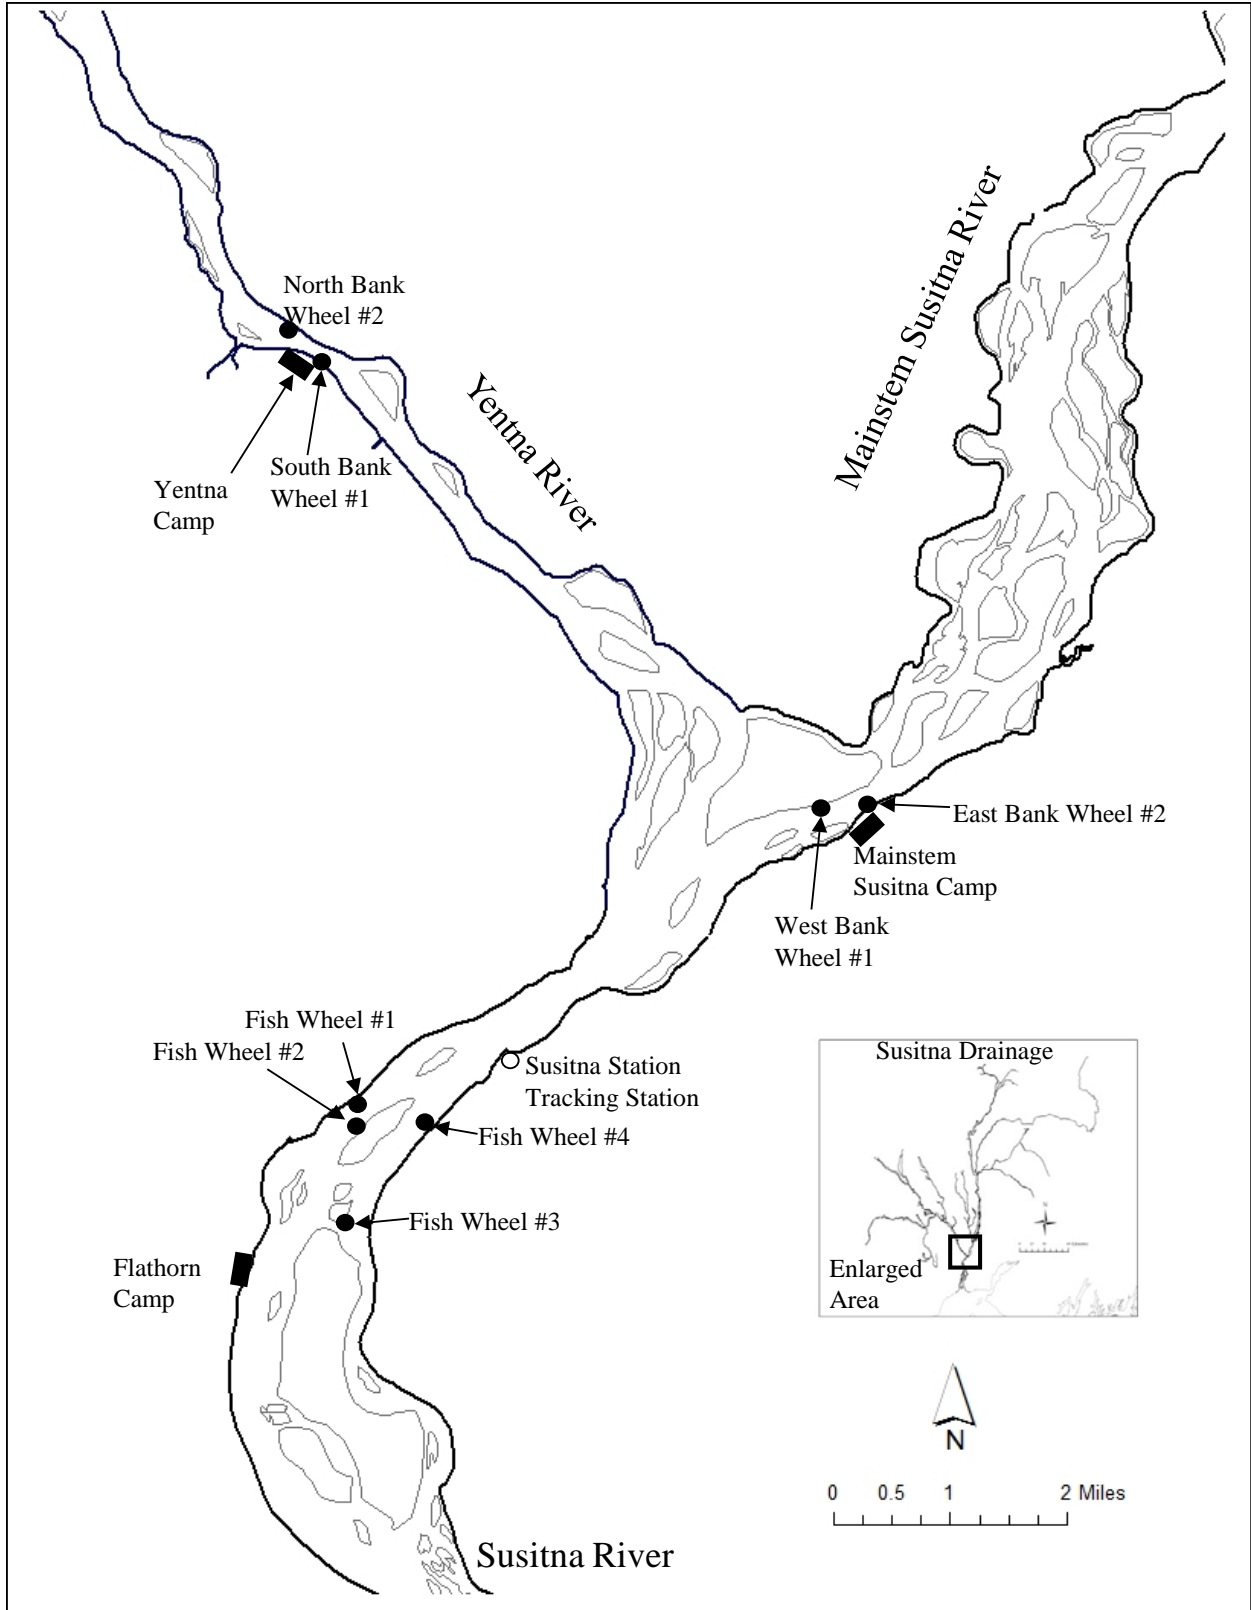 North Bank
Wheel #2
Mainstem Susitna River
Yentna River
South Bank
Wheel #1
Yentna
Camp
East Bank Wheel #2
Mainstem
Susitna Camp
West Bank
Wheel #1
Fish Wheel #1
Fish Wheel #2
Susitna Station
Tracking Station
Fish Wheel #4
Fish Wheel #3
Flathorn
Camp
Susitna Drainage
Enlarged
Area
N
0 0.5 1 2 Miles
Susitna River